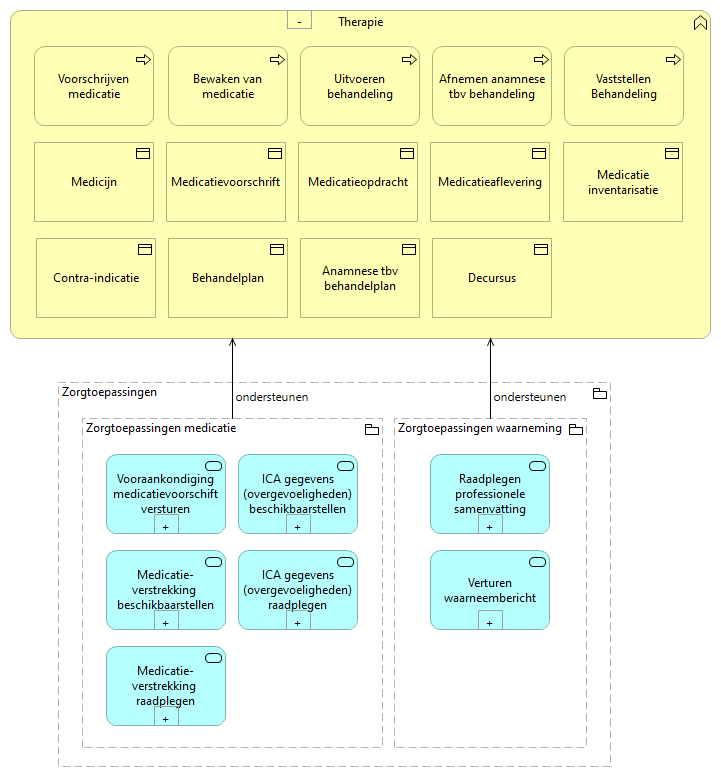 -
Therapie
Voorschrijven
medicatie
Bewaken van
medicatie
Uitvoeren
behandeling
Afnemen anamnese
tbv behandeling
Vaststellen
Behandeling
Medicijn
Medicatievoorschrift
Medicatieopdracht
Medicatieaflevering
Medicatie
inventarisatie
Contra-indicatie
Behandelplan
Anamnese tbv
behandelplan
Decursus
ondersteunen
ondersteunen
Zorgtoepassingen
Zorgtoepassingen medicatie
Zorgtoepassingen waarneming
Vooraankondiging
medicatievoorschift
versturen
+
ICA gegevens
(overgevoeligheden)
beschikbaarstellen
+
Raadplegen
professionele
samenvatting
+
Medicatie-
verstrekking
beschikbaarstellen
+
ICA gegevens
(overgevoeligheden)
raadplegen
+
Verturen
waarneembericht
+
Medicatie-
verstrekking
raadplegen
+